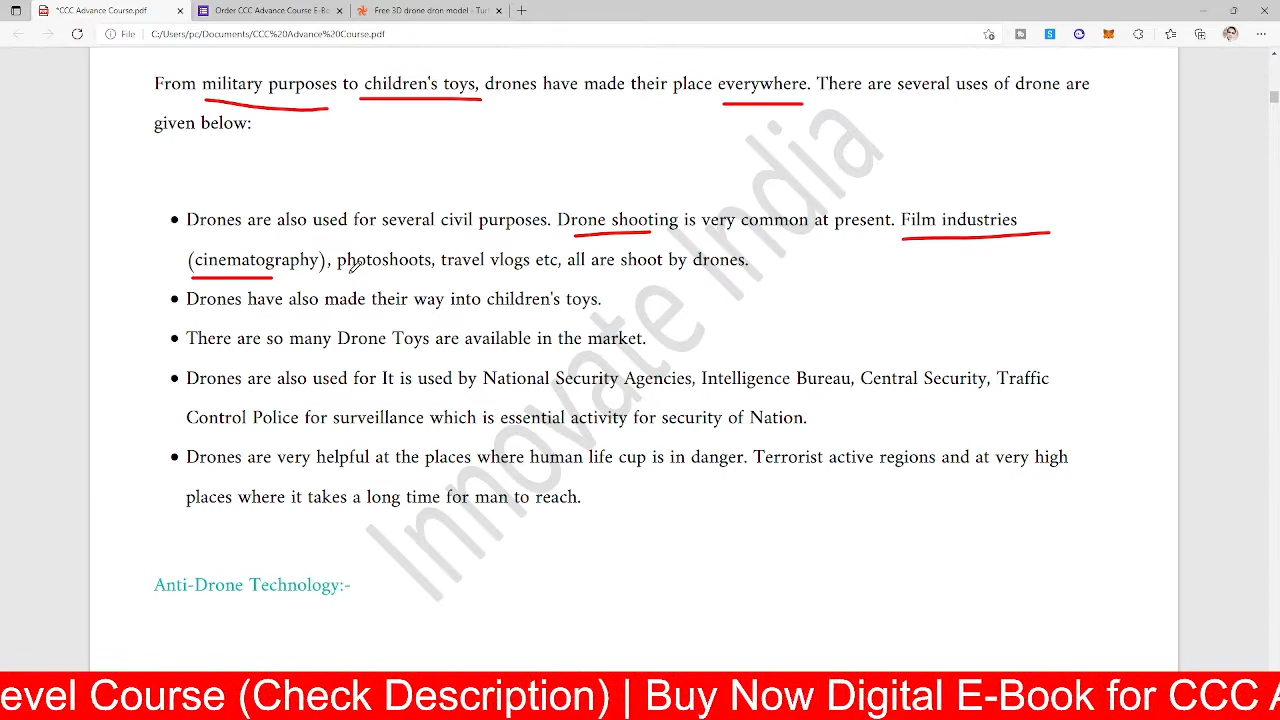 *CCC Advance Course.pdf
Order CCC Advance Course E-Bo
Free 3D drone dron model - Tur
File
C:/Users/pc/Documents/CCC%20Advance%20Course.pdf
From military purposes to children's toys, drones have made their place everywhere. There are several uses of drone are
given below:
• Drones are also used for several civil purposes. Drone shooting is very common at present. Film industries
(cinematography), photoshoots, travel vlogs etc, all are shoot by drones.
• Drones have also made their way into children's toys.
• There are so many Drone Toys are available in the market.
• Drones are also used for It is used by National Security Agencies, Intelligence Bureau, Central Security, Traffic
Control Police for surveillance which is essential activity for security of Nation.
• Drones are very helpful at the places where human life cup is in danger. Terrorist active regions and at very high
places where it takes a long time for man to reach.
Innovate India
Anti-Drone Technology:-
evel Course (Check Description) | Buy Now Digital E-Book for CCC A